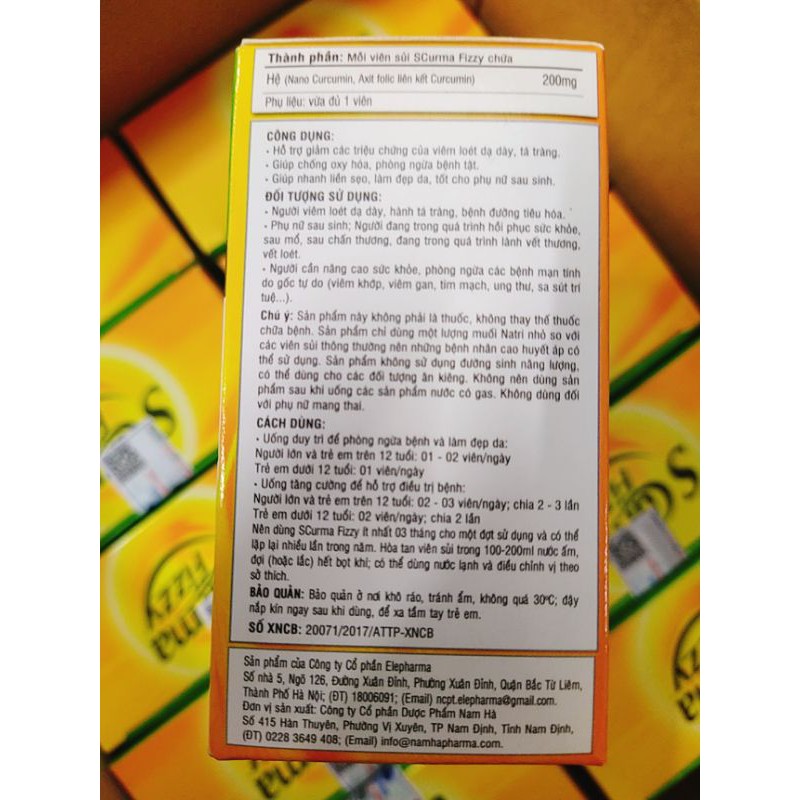 Thành phần: Mỗi viên sủi SCurma Fizzy chứa
Hệ (Nano Curcumin, Axit folic liên kết Curcumin) 200mg
Phụ liệu: vừa đủ 1 viên
CÔNG DỤNG:
- Hỗ trợ giảm các triệu chứng của viêm loét dạ dày, tá tràng.
- Giúp chống oxy hóa, phòng ngừa bệnh tật.
- Giúp nhanh liền sẹo, làm đẹp da, tốt cho phụ nữ sau sinh.
ĐỐI TƯỢNG SỬ DỤNG:
- Người viêm loét dạ dày, hành tá tràng, bệnh đường tiêu hóa.
- Phụ nữ sau sinh; Người đang trong quá trình hồi phục sức khỏe,
sau mổ, sau chấn thương, đang trong quá trình lành vết thương,
vết loét.
- Người cần nâng cao sức khỏe, phòng ngừa các bệnh mạn tính
do gốc tự do (viêm khớp, viêm gan, tim mạch, ung thư, sa sút trí
tuệ...).
Chú ý: Sản phẩm này không phải là thuốc, không thay thế thuốc
chữa bệnh. Sản phẩm chỉ dùng một lượng muối Natri nhỏ so với
các viên sủi thông thường nên những bệnh nhân cao huyết áp có
thể sử dụng. Sản phẩm không sử dụng đường sinh năng lượng,
có thể dùng cho các đối tượng ăn kiêng. Không nên dùng sản
phẩm sau khi uống các sản phẩm nước có gas. Không dùng đối
với phụ nữ mang thai.
CÁCH DÙNG:
- Uống duy trì để phòng ngừa bệnh và làm đẹp da:
Người lớn và trẻ em trên 12 tuổi: 01 - 02 viên/ngày
Trẻ em dưới 12 tuổi: 01 viên/ngày
- Uống tăng cường để hỗ trợ điều trị bệnh:
Người lớn và trẻ em trên 12 tuổi: 02 - 03 viên/ngày; chia 2 - 3 lần
Trẻ em dưới 12 tuổi: 02 viên/ngày; chia 2 lần
Nên dùng SCurma Fizzy ít nhất 03 tháng cho một đợt sử dụng và có thể
lặp lại nhiều lần trong năm. Hòa tan viên sủi trong 100-200ml nước ấm,
đợi (hoặc lắc) hết bọt khí; có thể dùng nước lạnh và điều chỉnh vị theo
sở thích.
BẢO QUẢN: Bảo quản ở nơi khô ráo, tránh ẩm, không quá 30ºC; đậy
nắp kín ngay sau khi dùng, để xa tầm tay trẻ em.
SỐ XNCB: 20071/2017/ATTP-XNCB
Sản phẩm của Công ty Cổ phần Elepharma
Số nhà 5, Ngõ 126, Đường Xuân Đỉnh, Phường Xuân Đỉnh, Quận Bắc Từ Liêm,
Thành Phố Hà Nội; (ĐT) 18006091; (Email) ncpt.elepharma@gmail.com.
Đơn vị sản xuất: Công ty Cổ phần Dược Phẩm Nam Hà
Số 415 Hàn Thuyên, Phường Vị Xuyên, TP Nam Định, Tỉnh Nam Định,
(ĐT) 0228 3649 408; (Email) info@namhapharma.com.